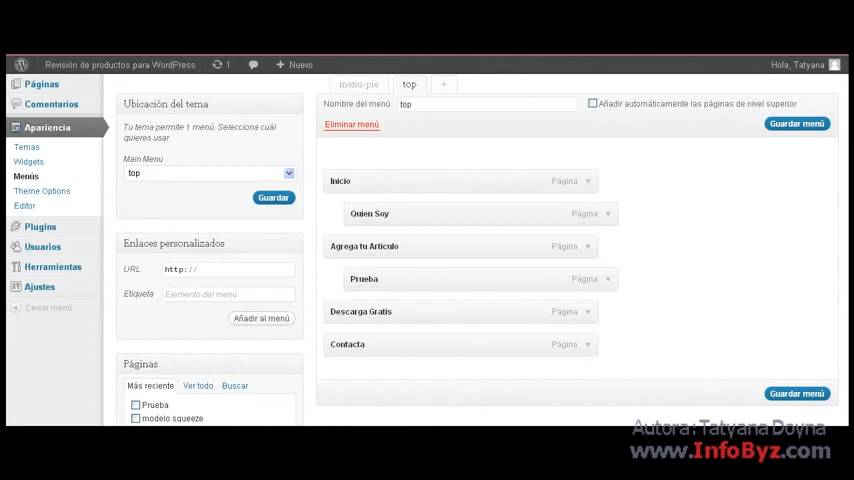 Revisión de productos para WordPress 1 Nuevo Hola, Tatyana
Páginas
Comentarios
Apariencia
Temas
Widgets
Menús
Theme Options
Editor
Plugins
Usuarios
Herramientas
Ajustes
Cerrar menú
Ubicación del tema
Tu tema permite 1 menú. Selecciona cuál
quieres usar.
Main Menu
top
Guardar
Enlaces personalizados
URL http://
Etiqueta Elemento del menú
Añadir al menú
Páginas
Más reciente Ver todo Buscar
Prueba
modelo squeeze
menu-pie top +
Nombre del menú top Añadir automáticamente las páginas de nivel superior
Eliminar menú Guardar menú
Inicio Página
Quien Soy Página
Agrega tu Artículo Página
Prueba Página
Descarga Gratis Página
Contacta Página
Guardar menú
Autora: Tatyana Doyna
www.InfoByz.com